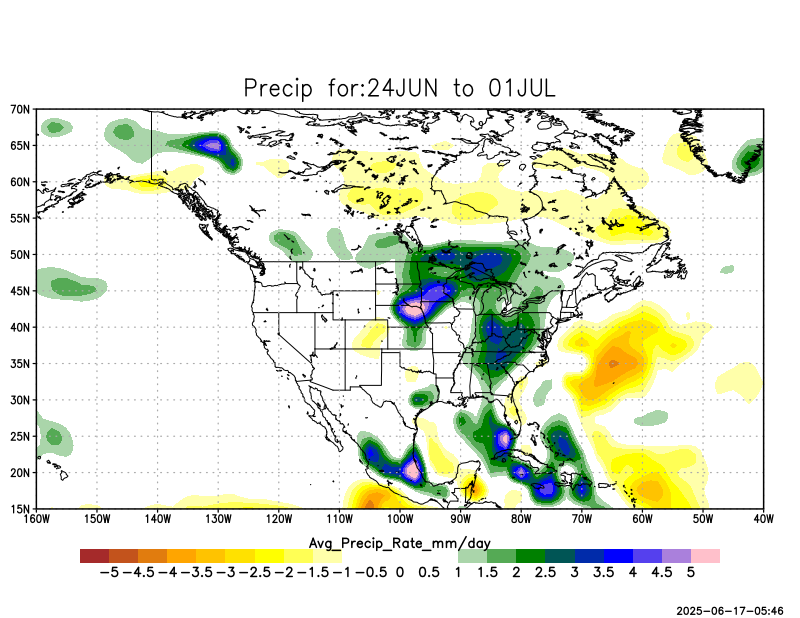 Precip for:24JUN to 01JUL
70N
65N
60N
55N
50N
45N
40N
35N
30N
25N
20N
15N
160W 150W 140W 130W 120W 110W 100W 90W 80W 70W 60W 50W 40W
Avg_Precip_Rate_mm/day
-5 -4.5 -4 -3.5 -3 -2.5 -2 -1.5 -1 -0.5 0 0.5 1 1.5 2 2.5 3 3.5 4 4.5 5
2025-06-17-05:46